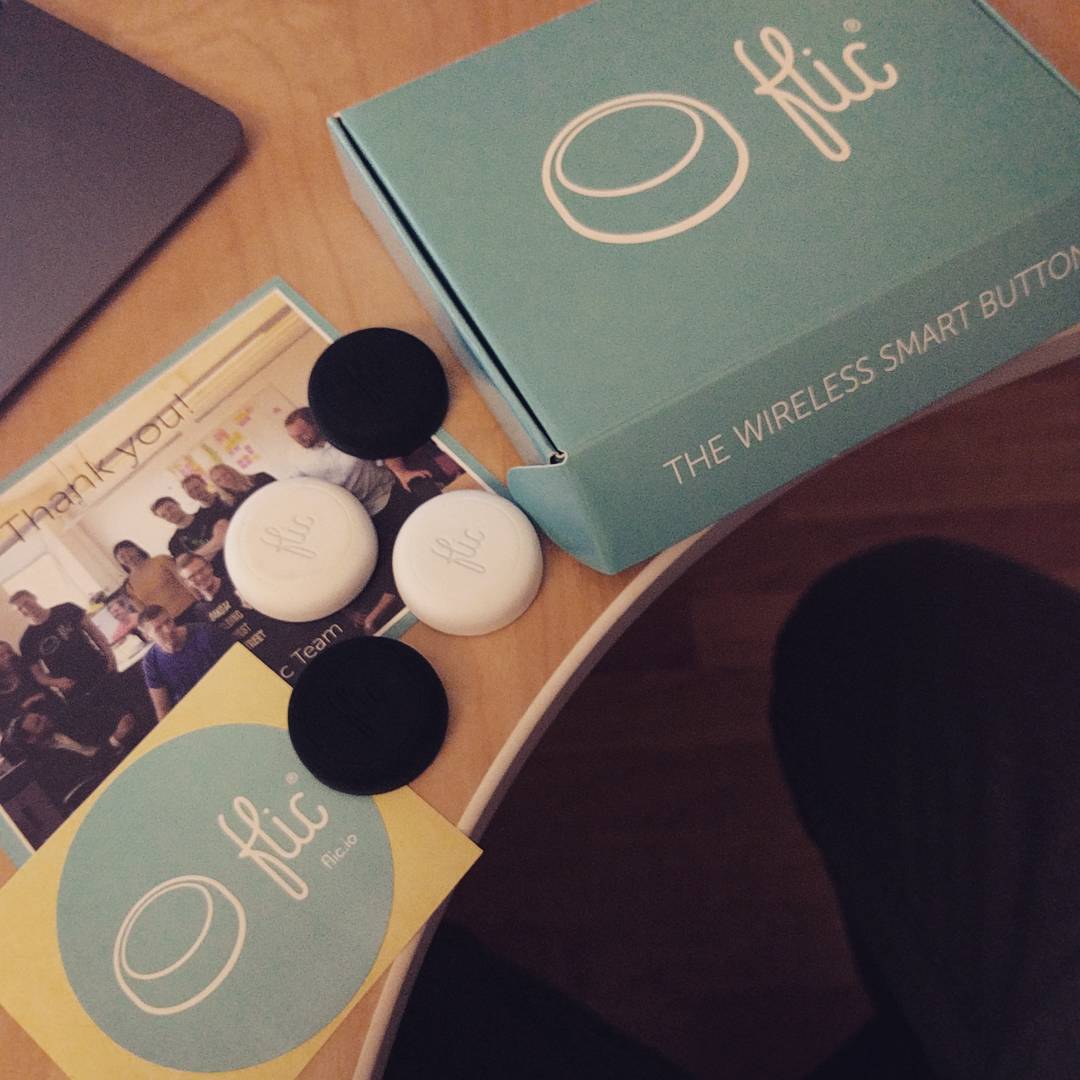 flic®
THE WIRELESS SMART BUTTON
Thank you!
flic
flic
c Team
flic®
flic.io